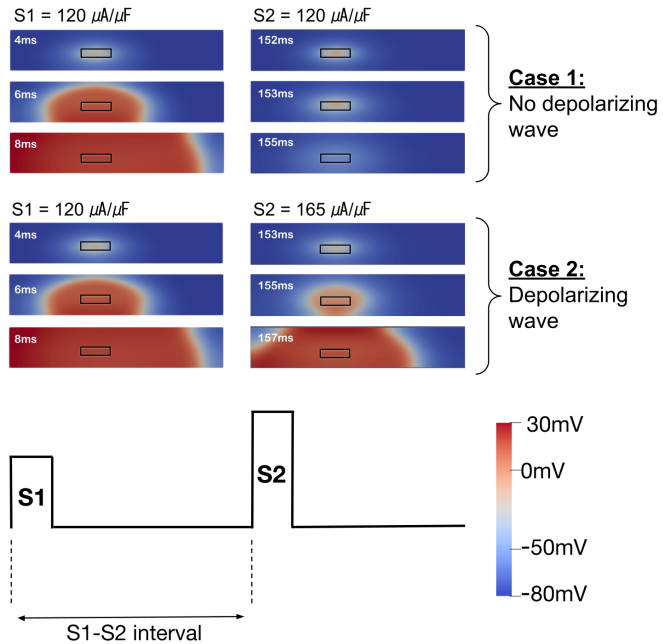 S1 = 120 μA/μF
S2 = 120 μA/μF
4ms
152ms
6ms
153ms
8ms
155ms
Case 1:
No depolarizing
wave
S1 = 120 μA/μF
S2 = 165 μA/μF
4ms
153ms
6ms
155ms
8ms
157ms
Case 2:
Depolarizing
wave
S1
S2
30mV
0mV
-50mV
-80mV
S1-S2 interval